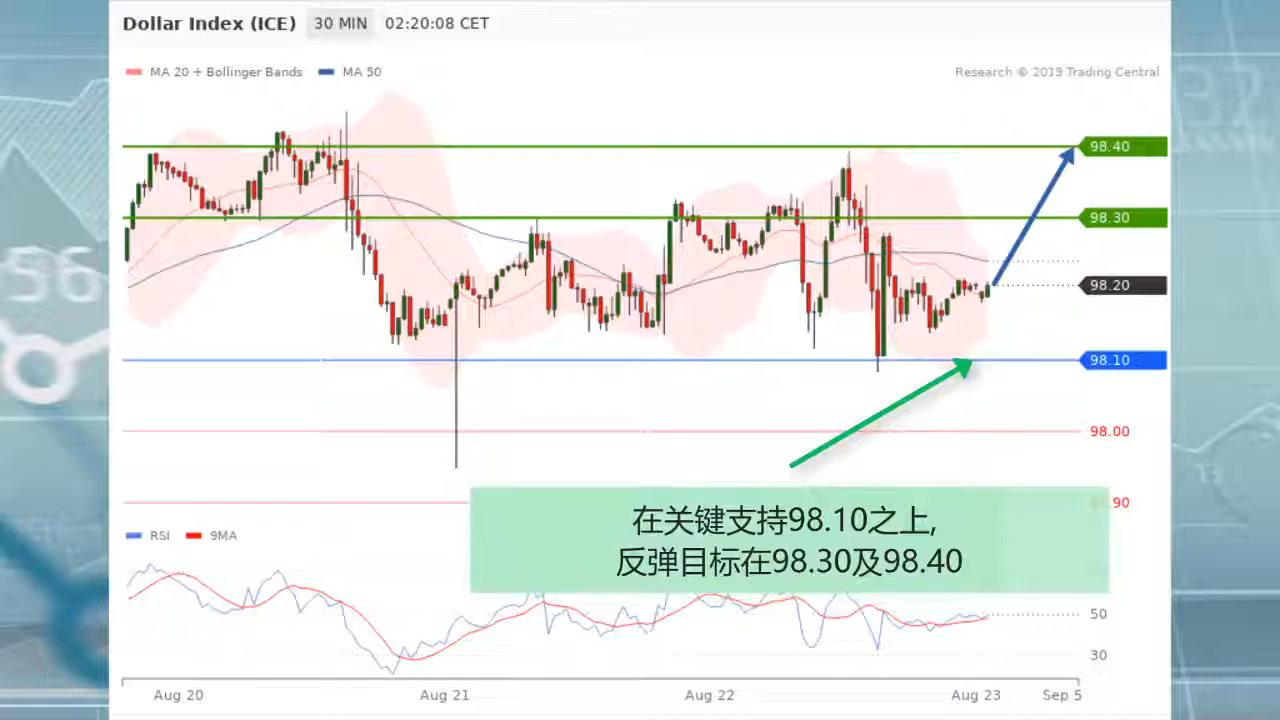 Dollar Index (ICE) 30 MIN 02:20:08 CET
MA 20 + Bollinger Bands MA 50
Research © 2019 Trading Central
98.40
98.30
98.20
98.10
98.00
.90
在关键支持98.10之上,
反弹目标在98.30及98.40
RSI 9MA
50
30
Aug 20 Aug 21 Aug 22 Aug 23 Sep 5
56
13